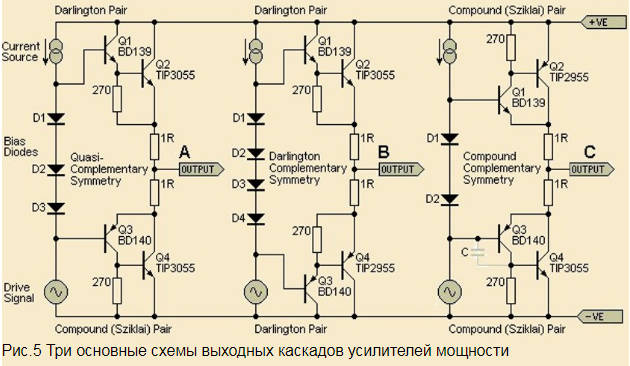 Darlington Pair
Darlington Pair
Compound (Sziklai) Pair
+VE
Current
Source
Q1
BD139
Q2
TIP3055
270
Q1
BD139
Q2
TIP3055
270
270
Q2
TIP2955
Q1
BD139
D1
Bias
Diodes
D2
D3
Quasi-
Complementary
Symmetry
1R
A
OUTPUT
1R
D1
D2
D3
D4
Darlington
Complementary
Symmetry
1R
B
OUTPUT
1R
D1
D2
Compound
Complementary
Symmetry
1R
C
OUTPUT
1R
Q3
BD140
Q4
TIP3055
270
Drive
Signal
270
Q4
TIP2955
Q3
BD140
Q3
BD140
C
Q4
TIP3055
270
-VE
Compound (Sziklai) Pair
Darlington Pair
Compound (Sziklai) Pair
Рис.5 Три основные схемы выходных каскадов усилителей мощности